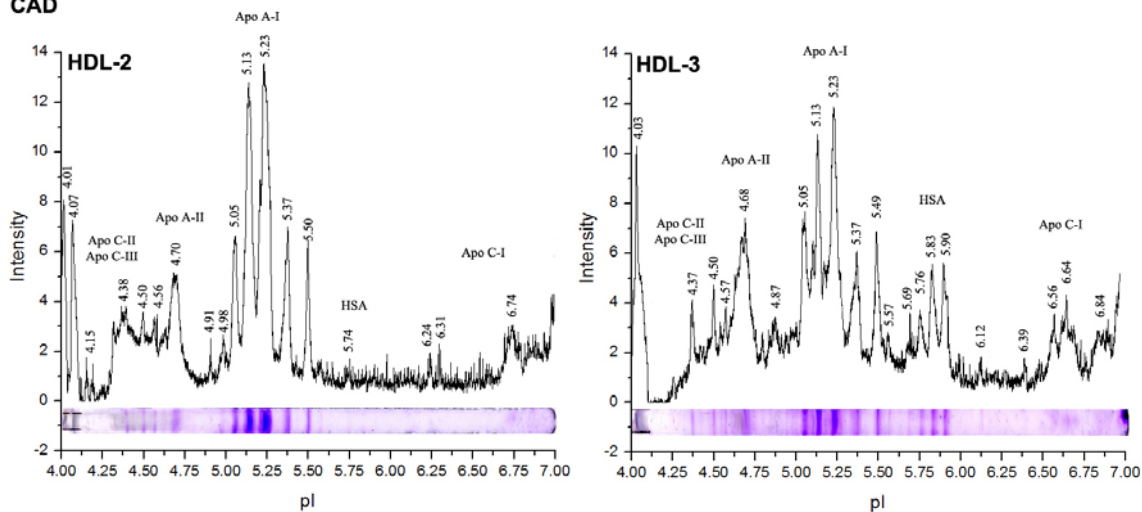 CAD
HDL-2
Apo A-I
14
12
10
8
6
4
2
0
-2
Intensity
4.01
4.07
4.15
Apo C-II
Apo C-III
4.38
4.50
4.56
Apo A-II
4.70
4.91
4.98
5.05
5.13
5.23
5.37
5.50
HSA
5.74
6.24
6.31
Apo C-I
6.74
4.00 4.25 4.50 4.75 5.00 5.25 5.50 5.75 6.00 6.25 6.50 6.75 7.00
pI
HDL-3
Apo A-I
14
12
10
8
6
4
2
0
-2
Intensity
4.03
Apo C-II
Apo C-III
4.37
4.50
4.57
Apo A-II
4.68
4.87
5.05
5.13
5.23
5.37
5.49
5.57
5.69
5.76
HSA
5.83
5.90
6.12
6.39
Apo C-I
6.56
6.64
6.84
4.00 4.25 4.50 4.75 5.00 5.25 5.50 5.75 6.00 6.25 6.50 6.75 7.00
pI